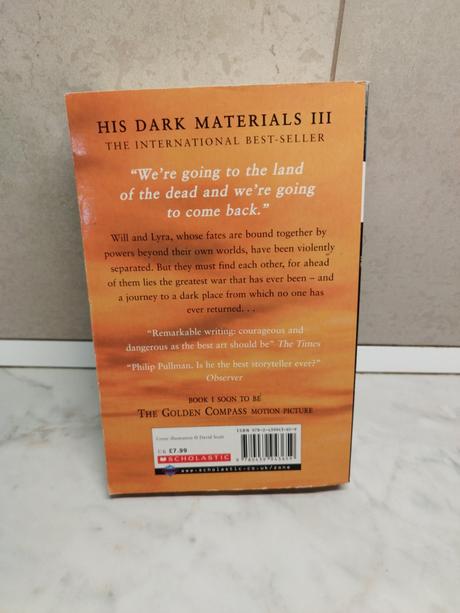 HIS DARK MATERIALS III
THE INTERNATIONAL BEST-SELLER
“We’re going to the land
of the dead and we’re going
to come back.”
Will and Lyra, whose fates are bound together by
powers beyond their own worlds, have been violently
separated. But they must find each other, for ahead
of them lies the greatest war that has ever been – and
a journey to a dark place from which no one has
ever returned. . .
“Remarkable writing: courageous and
dangerous as the best art should be” The Times
“Philip Pullman. Is he the best storyteller ever?”
Observer
BOOK 1 SOON TO BE
THE GOLDEN COMPASS MOTION PICTURE
Cover illustration © David Scutt
UK £7.99
SCHOLASTIC
www.scholastic.co.uk/zone
ISBN